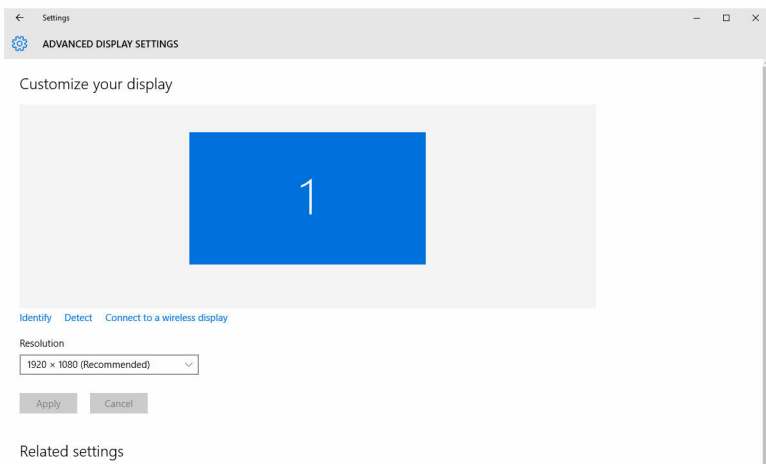 Settings
ADVANCED DISPLAY SETTINGS
Customize your display
1
Identify Detect Connect to a wireless display
Resolution
1920 × 1080 (Recommended)
Apply Cancel
Related settings